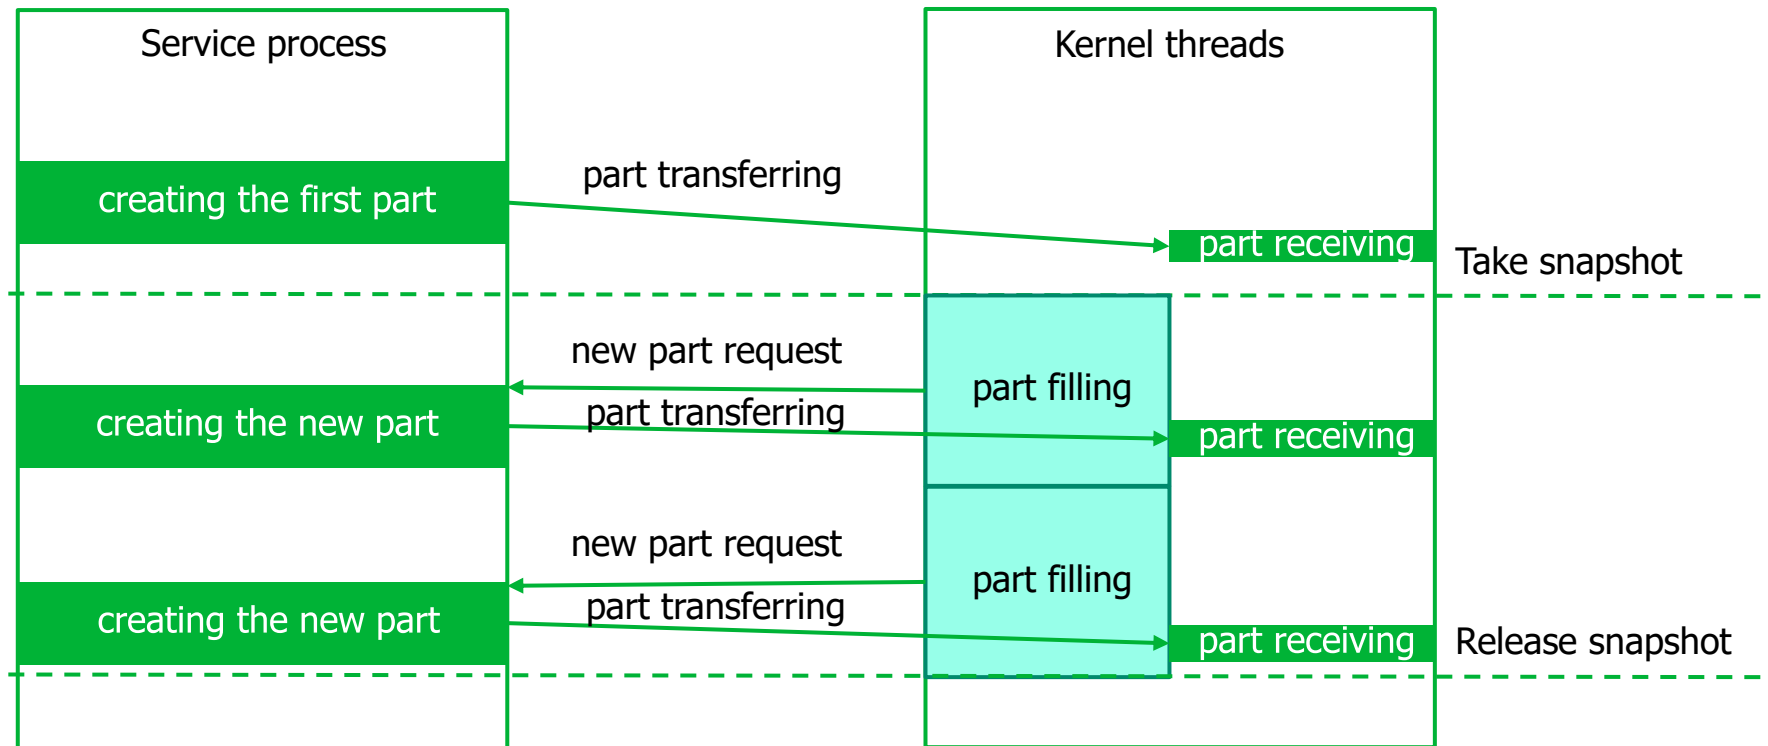 Service process
Kernel threads
part transferring
creating the first part
part receiving
Take snapshot
new part request
part filling
part transferring
creating the new part
part receiving
new part request
part filling
part transferring
creating the new part
part receiving
Release snapshot